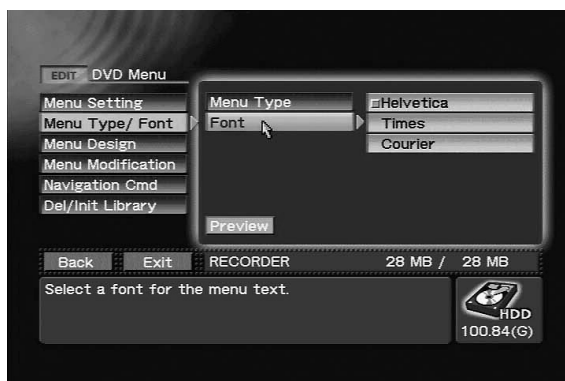 EDIT DVD Menu
Menu Setting
Menu Type/ Font
Menu Design
Menu Modification
Navigation Cmd
Del/Init Library
Menu Type
Font
Helvetica
Times
Courier
Preview
Back Exit RECORDER 28 MB / 28 MB
Select a font for the menu text.
HDD
100.84(G)